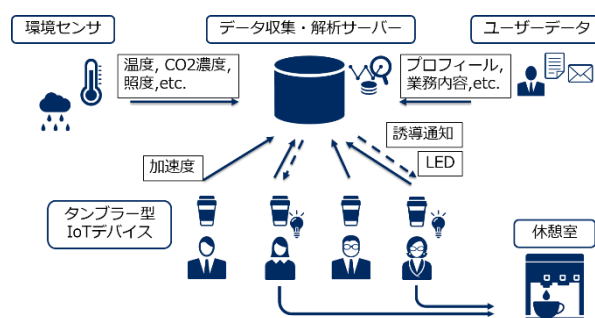 環境センサ
データ収集・解析サーバー
ユーザーデータ
温度, CO2濃度,
照度,etc.
プロフィール,
業務内容,etc.
誘導通知
加速度
LED
タンブラー型
IoTデバイス
休憩室